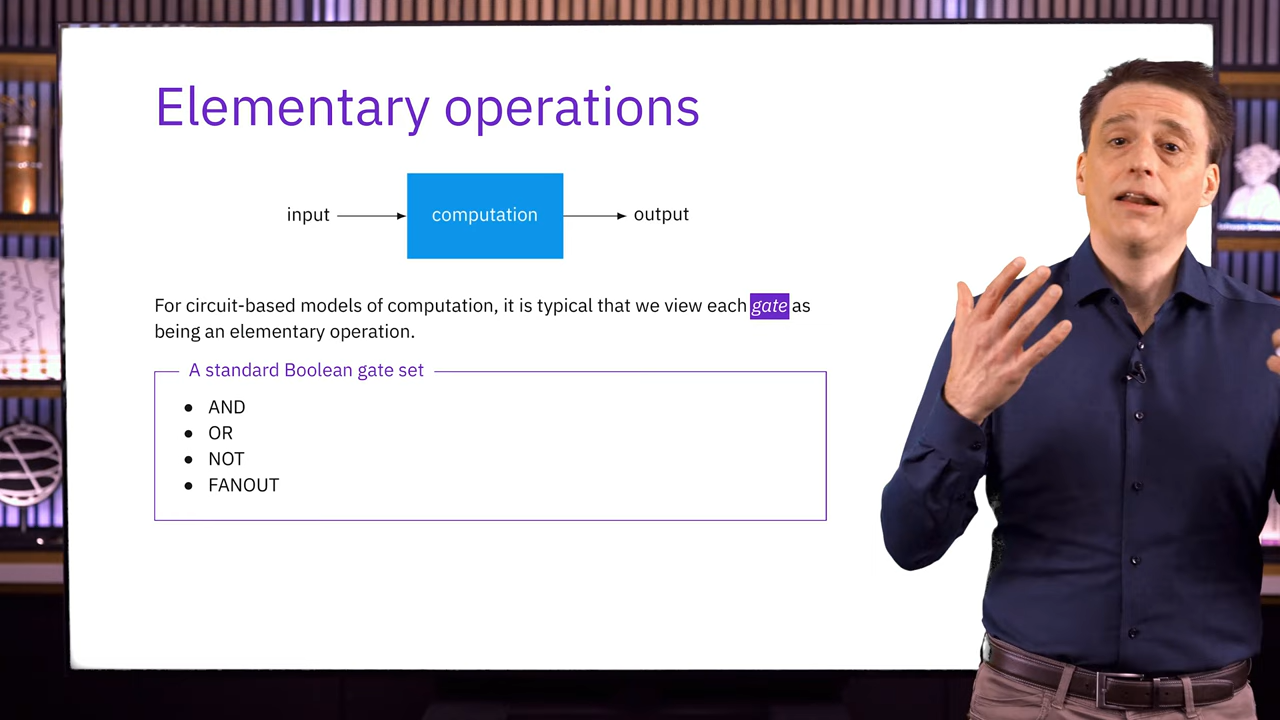 Elementary operations
input
computation
output
For circuit-based models of computation, it is typical that we view each gate as
being an elementary operation.
A standard Boolean gate set
• AND
• OR
• NOT
• FANOUT